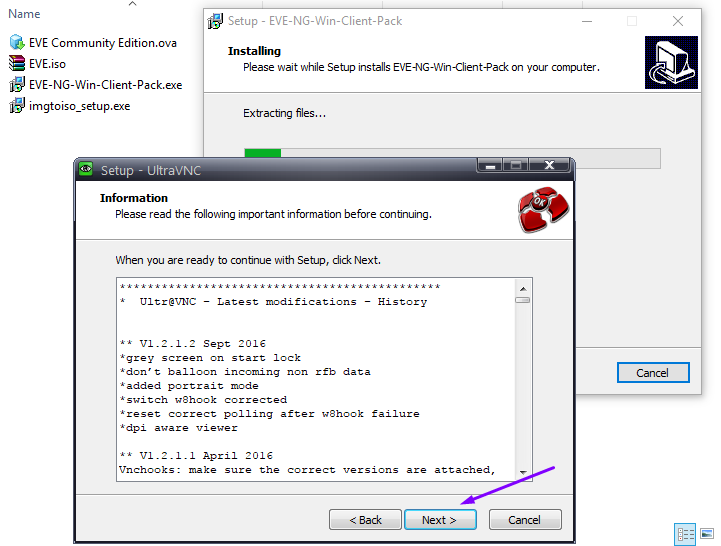 Name
EVE Community Edition.ova
EVE.iso
EVE-NG-Win-Client-Pack.exe
imgtoiso_setup.exe
Setup - EVE-NG-Win-Client-Pack
Installing
Please wait while Setup installs EVE-NG-Win-Client-Pack on your computer.
Extracting files...
Cancel
Setup - UltraVNC
Information
Please read the following important information before continuing.
OK
When you are ready to continue with Setup, click Next.
**********************************************
* Ultr@VNC - Latest modifications - History
** V1.2.1.2 Sept 2016
*grey screen on start lock
*don't balloon incoming non rfb data
*added portrait mode
*switch w8hook corrected
*reset correct polling after w8hook failure
*dpi aware viewer
** V1.2.1.1 April 2016
Vnchooks: make sure the correct versions are attached,
< Back
Next >
Cancel